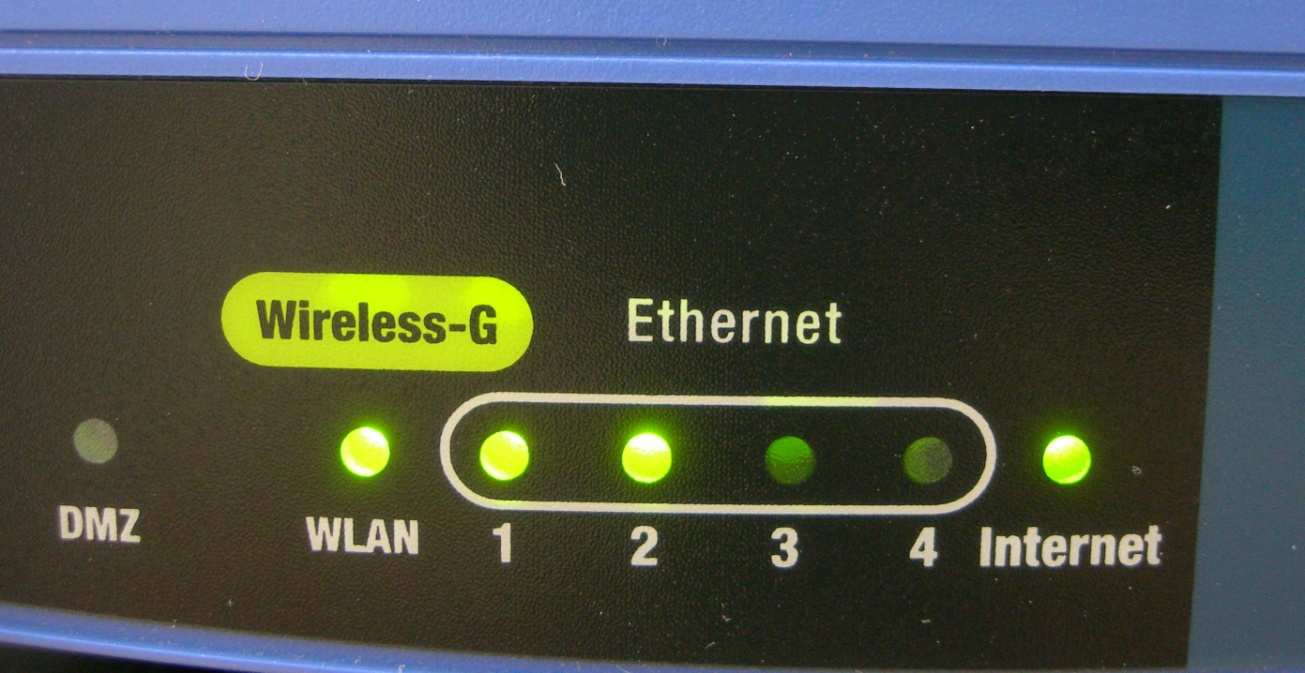 Wireless-G
Ethernet
DMZ
WLAN
1
2
3
4
Internet